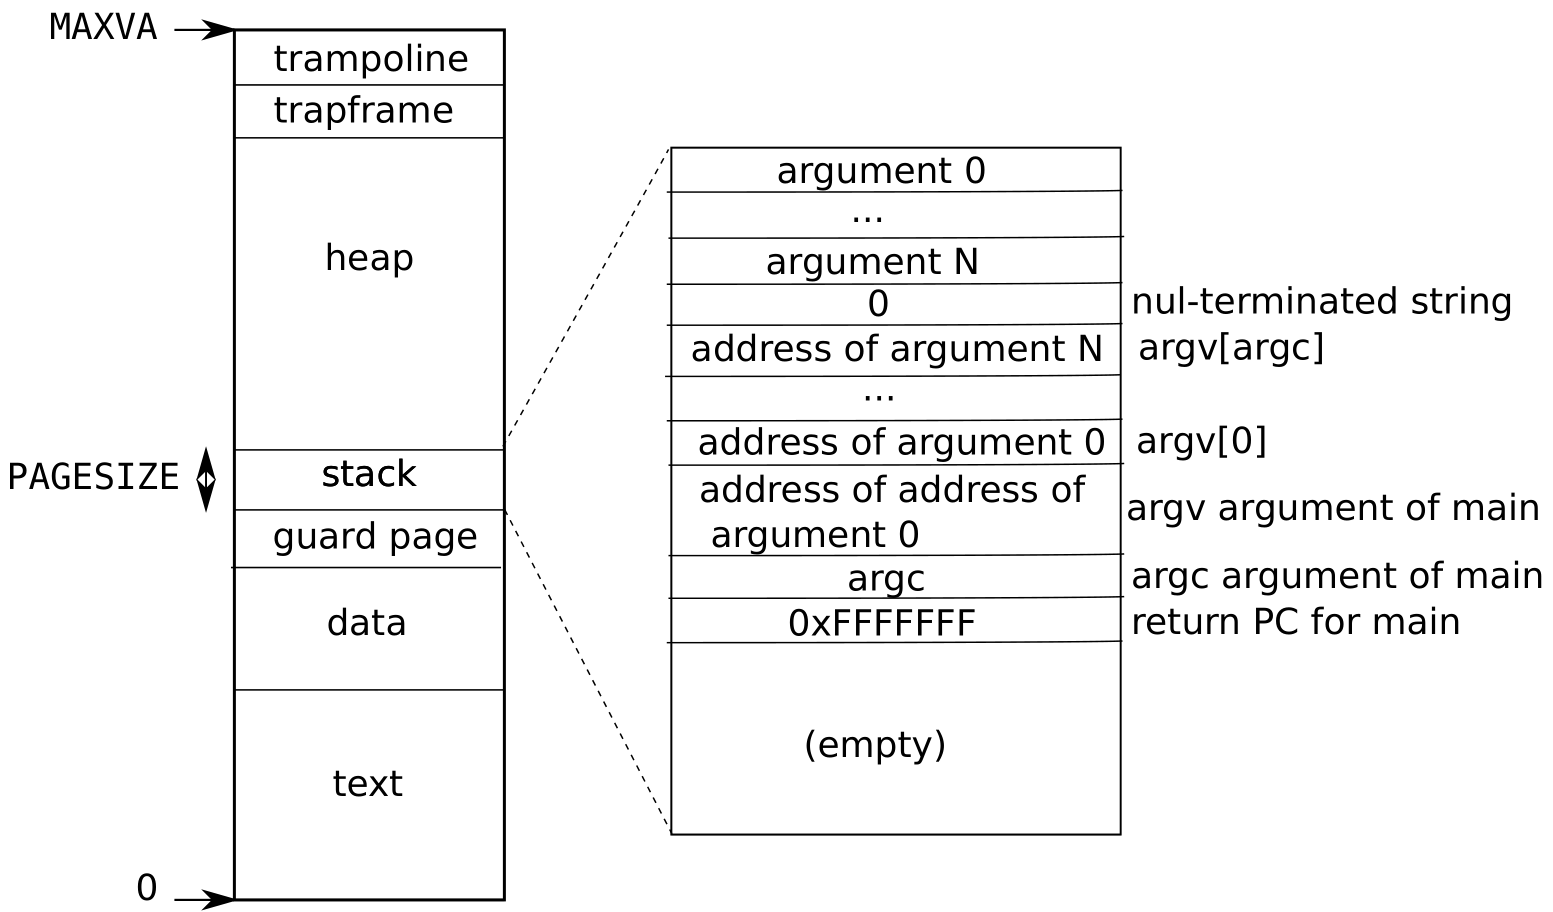 MAXVA
trampoline
trapframe
heap
PAGESIZE
stack
guard page
data
text
0
argument 0
...
argument N
0
nul-terminated string
address of argument N
argv[argc]
...
address of argument 0
argv[0]
address of address of
argument 0
argv argument of main
argc
argc argument of main
0xFFFFFFF
return PC for main
(empty)